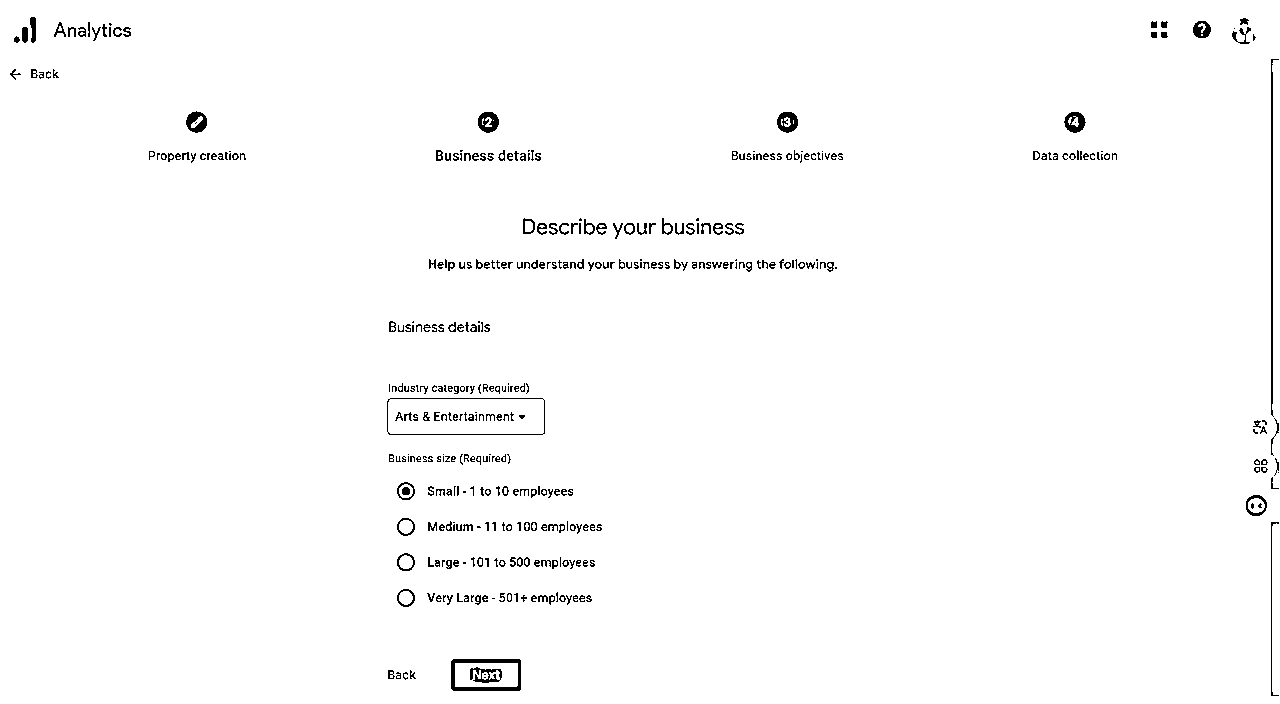 Analytics
Back
2
3
4
Property creation
Business details
Business objectives
Data collection
Describe your business
Help us better understand your business by answering the following.
Business details
Industry category (Required)
Arts & Entertainment
Business size (Required)
Small - 1 to 10 employees
Medium - 11 to 100 employees
Large - 101 to 500 employees
Very Large - 501+ employees
Back
Next